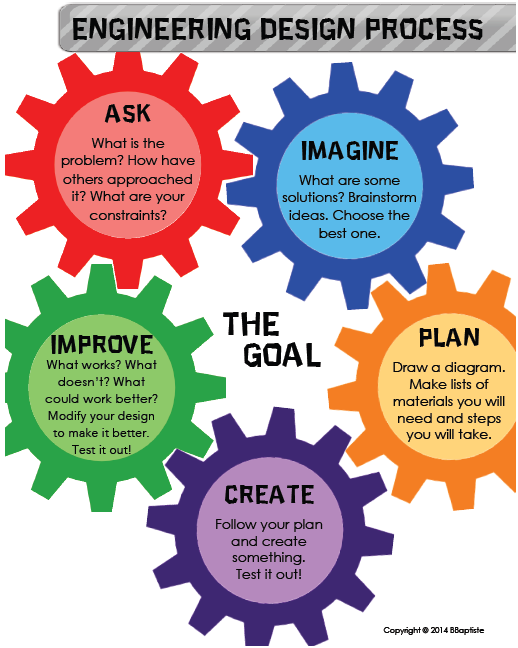 ENGINEERING DESIGN PROCESS
ASK
What is the
problem? How have
others approached
it? What are your
constraints?
IMAGINE
What are some
solutions? Brainstorm
ideas. Choose the
best one.
THE
GOAL
PLAN
Draw a diagram.
Make lists of
materials you will
need and steps
you will take.
CREATE
Follow your plan
and create
something.
Test it out!
IMPROVE
What works? What
doesn't? What
could work better?
Modify your design
to make it better.
Test it out!
Copyright © 2014 BBaptiste